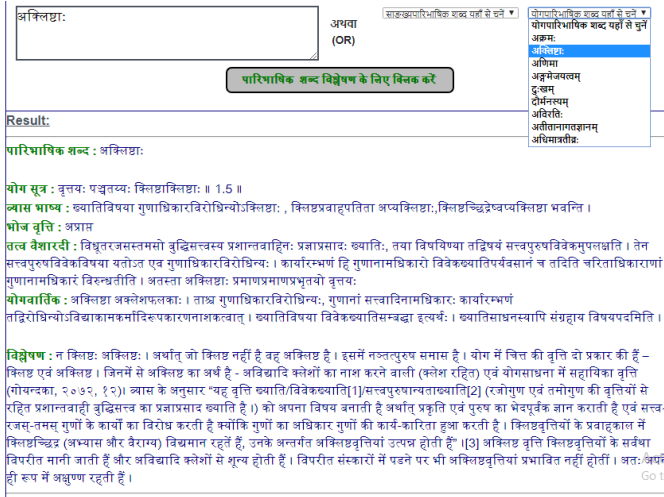 अक्लिष्टाः
अथवा
(OR)
साङ्ख्यपारिभाषिक शब्द यहाँ से चुनें
योगपारिभाषिक शब्द यहाँ से चुनें
योगपारिभाषिक शब्द यहाँ से चुनें
अक्रमः
अक्लिष्टाः
अणिमा
अङ्गमेजयत्वम्
दुःखम्
दौर्मनस्यम्
अविरतिः
अतीतानागतज्ञानम्
अधिमात्रतीव्रः
पारिभाषिक शब्द विश्लेषण के लिए क्लिक करें
Result:
पारिभाषिक शब्द : अक्लिष्टाः
योग सूत्र : वृत्तयः पञ्चतय्यः क्लिष्टाक्लिष्टाः ॥ 1.5 ॥
व्यास भाष्य : ख्यातिविषया गुणाधिकारविरोधिन्योऽक्लिष्टाः , क्लिष्टप्रवाहपतिता अप्यक्लिष्टाः,क्लिष्टच्छिद्रेष्वप्यक्लिष्टा भवन्ति ।
भोज वृत्ति : अप्राप्त
तत्व वैशारदी : विधूतरजसस्तमसो बुद्धिसत्त्वस्य प्रशान्तवाहिनः प्रज्ञाप्रसादः ख्यातिः, तया विषयिण्या तद्विषयं सत्त्वपुरुषविवेकमुपलक्षति । तेन
सत्त्वपुरुषविवेकविषया यतोऽत एव गुणाधिकारविरोधिन्यः । कार्यारम्भणं हि गुणानामधिकारो विवेकख्यातिपर्यवसानं च तदिति चरिताधिकाराणां
गुणानामधिकारं विरुन्धतीति । अतस्ता अक्लिष्टाः प्रमाणप्रमाणप्रभृतयो वृत्तयः
योगवार्तिक : अक्लिष्टा अक्लेशफलकाः । ताश्च गुणाधिकारविरोधिन्यः, गुणानां सत्त्वादिनामधिकारः कार्यारम्भणं
तद्विरोधिन्योऽविद्याकामकर्मादिरूपकारणनाशकत्वात् । ख्यातिविषया विवेकख्यातिसम्बद्धा इत्यर्थः । ख्यातिसाधनस्यापि संग्रहाय विषयपदमिति ।
विश्लेषण : न क्लिष्टः अक्लिष्टः । अर्थात् जो क्लिष्ट नहीं है वह अक्लिष्ट है । इसमें नञ्तत्पुरुष समास है । योग में चित्त की वृत्ति दो प्रकार की हैं –
क्लिष्ट एवं अक्लिष्ट । जिनमें से अक्लिष्ट का अर्थ है - अविद्यादि क्लेशों का नाश करने वाली (क्लेश रहित) एवं योगसाधना में सहायिका वृत्ति
(गोयन्दका, २०७२, १२)। व्यास के अनुसार "यह वृत्ति ख्याति/विवेकख्याति[1]/सत्त्वपुरुषान्यताख्याति[2] (रजोगुण एवं तमोगुण की वृत्तियों से
रहित प्रशान्तवाही बुद्धिसत्त्व का प्रज्ञाप्रसाद ख्याति है ।) को अपना विषय बनाती है अर्थात् प्रकृति एवं पुरुष का भेदपूर्वक ज्ञान कराती है एवं सत्त्व-
रजस्-तमस् गुणों के कार्यों का विरोध करती है क्योंकि गुणों का अधिकार गुणों की कार्य-कारिता हुआ करती है । क्लिष्टवृत्तियों के प्रवाहकाल में
क्लिष्टच्छिद्र (अभ्यास और वैराग्य) विद्यमान रहतें हैं, उनके अन्तर्गत अक्लिष्टवृत्तियां उत्पन्न होती हैं" ।[3] अक्लिष्ट वृत्ति क्लिष्टवृत्तियों के सर्वथा
विपरीत मानी जाती हैं और अविद्यादि क्लेशों से शून्य होती हैं । विपरीत संस्कारों में पडने पर भी अक्लिष्टवृत्तियां प्रभावित नहीं होतीं । अतः
ही रूप में अक्षुण्ण रहती हैं ।
Go t